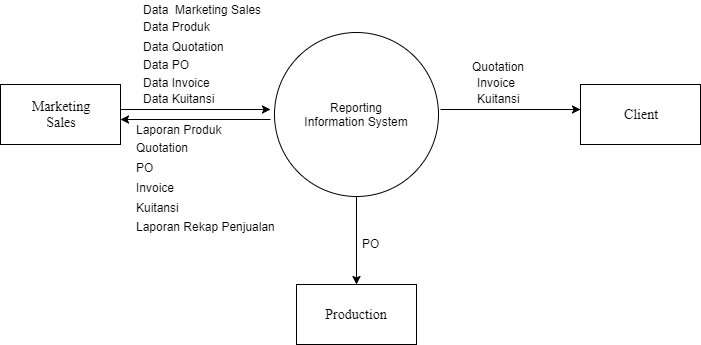 Data Marketing Sales
Data Produk
Data Quotation
Data PO
Data Invoice
Data Kuitansi
Marketing
Sales
Laporan Produk
Quotation
PO
Invoice
Kuitansi
Laporan Rekap Penjualan
Reporting
Information System
Quotation
Invoice
Kuitansi
Client
PO
Production